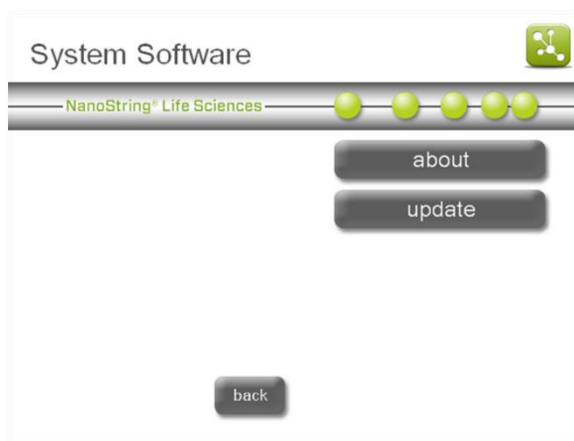 System Software
NanoString® Life Sciences
about
update
back